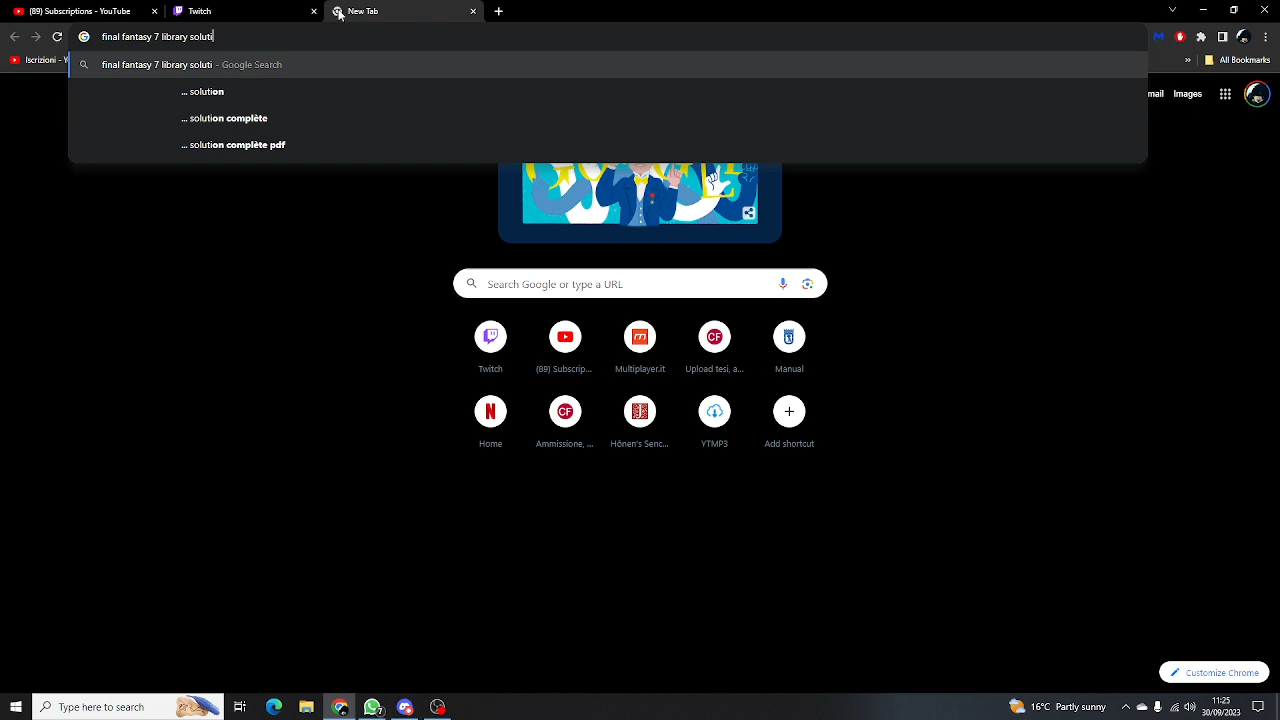 (89) Subscriptions - YouTube
Twitch
New Tab
final fantasy 7 library soluti
Iscrizioni - Y
All Bookmarks
final fantasy 7 library soluti - Google Search
... solution
... solution complète
... solution complète pdf
mail
Images
Search Google or type a URL
Twitch
(89) Subscrip...
Multiplayer.it
Upload tesi, a...
Manual
Home
Ammissione, ...
Hōnen's Senc...
YTMP3
Add shortcut
Customize Chrome
Type here to search
16°C Partly sunny
11:25
30/09/2023